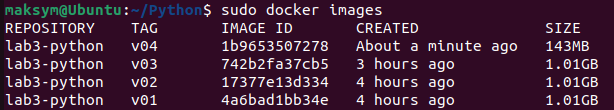 maksym@Ubuntu:~/Python$ sudo docker images
REPOSITORY TAG IMAGE ID CREATED SIZE
lab3-python v04 1b9653507278 About a minute ago 143MB
lab3-python v03 742b2fa37cb5 3 hours ago 1.01GB
lab3-python v02 17377e13d334 4 hours ago 1.01GB
lab3-python v01 4a6bad1bb34e 4 hours ago 1.01GB